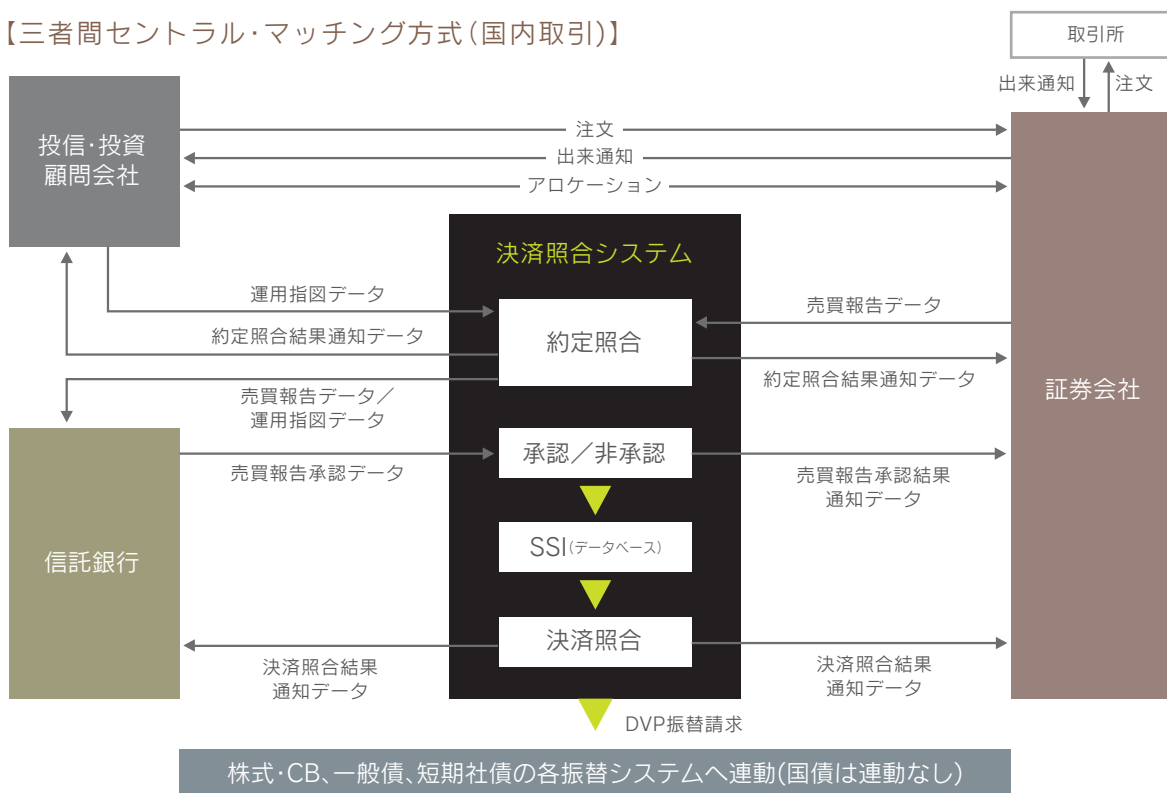 【三者間セントラル・マッチング方式(国内取引)】
取引所
出来通知
注文
投信・投資
顧問会社
注文
出来通知
アロケーション
決済照合システム
運用指図データ
約定照合
売買報告データ
約定照合結果通知データ
約定照合結果通知データ
証券会社
売買報告データ／
運用指図データ
信託銀行
売買報告承認データ
承認／非承認
売買報告承認結果
通知データ
SSI(データベース)
決済照合
決済照合結果
通知データ
決済照合結果
通知データ
DVP振替請求
株式・CB、一般債、短期社債の各振替システムへ連動(国債は連動なし)